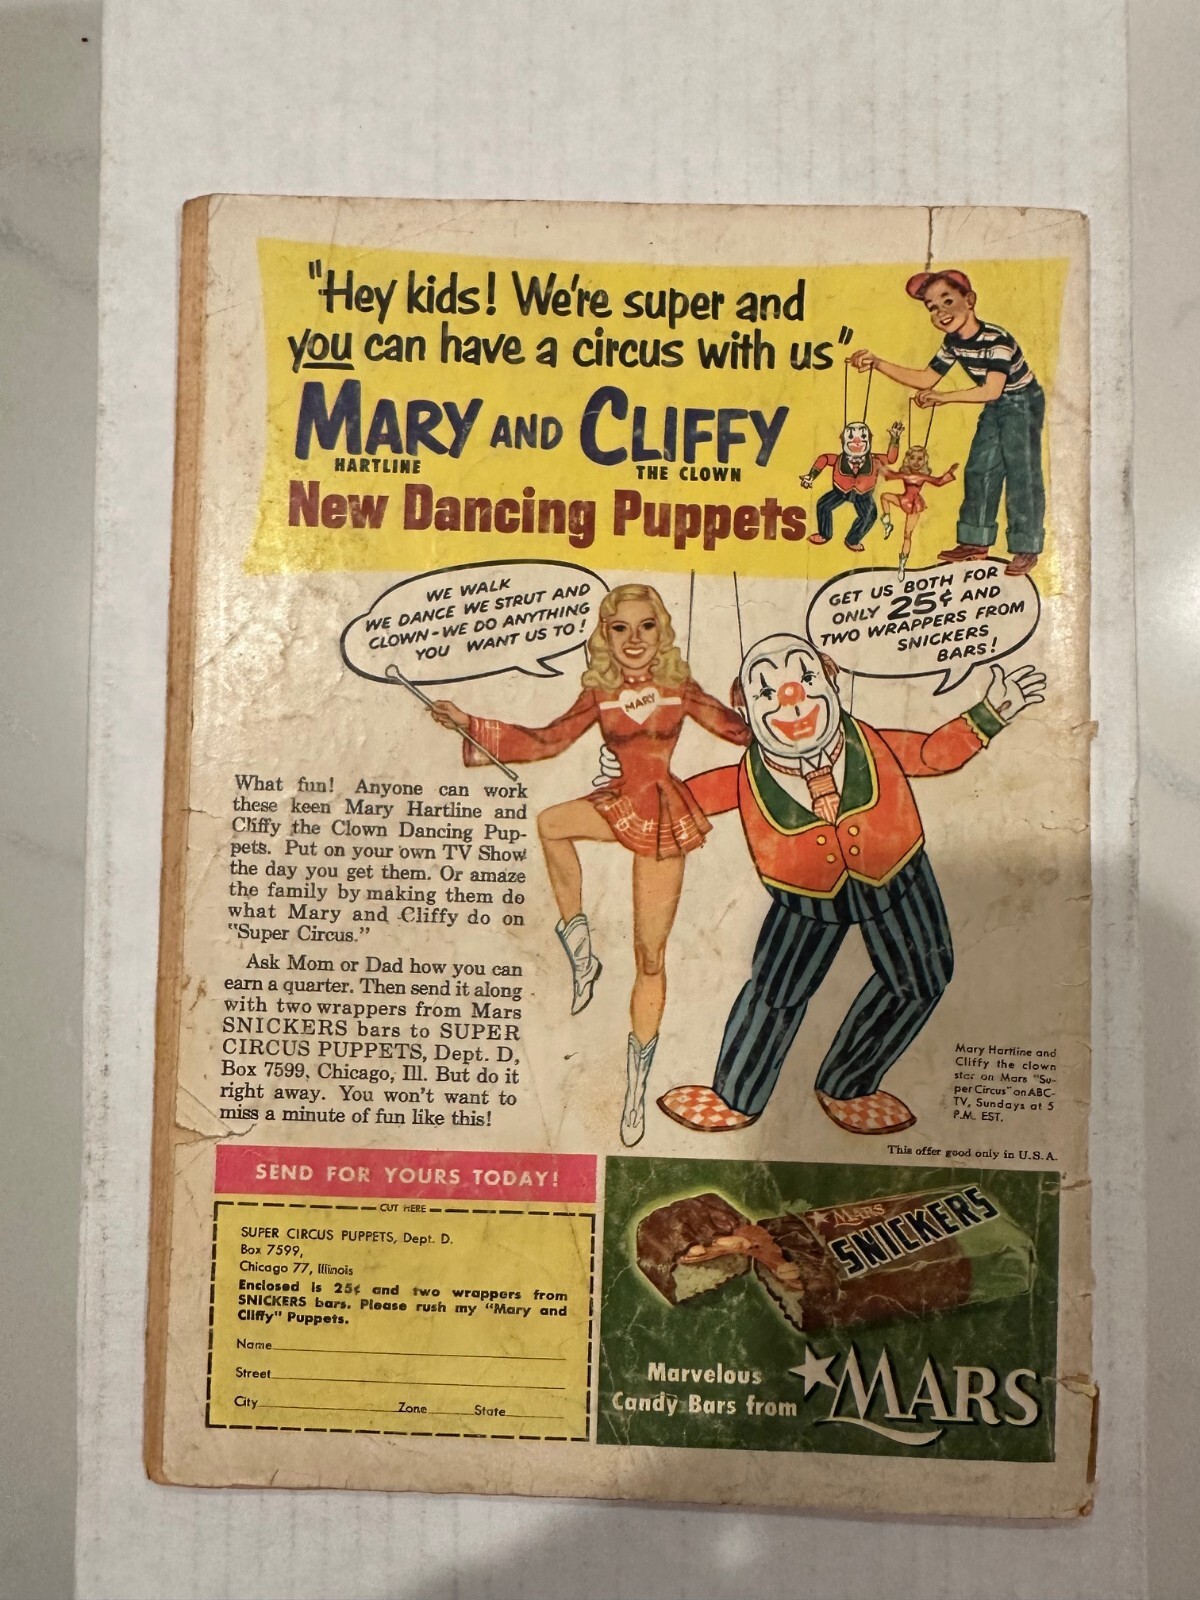 "Hey kids! We're super and
you can have a circus with us"
MARY AND CLIFFY
HARTLINE THE CLOWN
New Dancing Puppets
WE WALK
WE DANCE WE STRUT AND
CLOWN-WE DO ANYTHING
YOU WANT US TO!
GET US BOTH FOR
ONLY 25¢ AND
TWO WRAPPERS FROM
SNICKERS
BARS!
MARY
What fun! Anyone can work
these keen Mary Hartline and
Cliffy the Clown Dancing Pup-
pets. Put on your own TV Show
the day you get them. Or amaze
the family by making them do
what Mary and Cliffy do on
"Super Circus."
Ask Mom or Dad how you can
earn a quarter. Then send it along
with two wrappers from Mars
SNICKERS bars to SUPER
CIRCUS PUPPETS, Dept. D,
Box 7599, Chicago, Ill. But do it
right away. You won't want to
miss a minute of fun like this!
Mary Hartline and
Cliffy the clown
star on Mars "Su-
per Circus" on ABC-
TV, Sundays at 5
P.M. EST.
This offer good only in U.S.A.
SEND FOR YOURS TODAY!
CUT HERE
SUPER CIRCUS PUPPETS, Dept. D.
Box 7599,
Chicago 77, Illinois
Enclosed is 25¢ and two wrappers from
SNICKERS bars. Please rush my "Mary and
Cliffy" Puppets.
Name
Street
City Zone State
MARS
SNICKERS
Marvelous
Candy Bars from
MARS